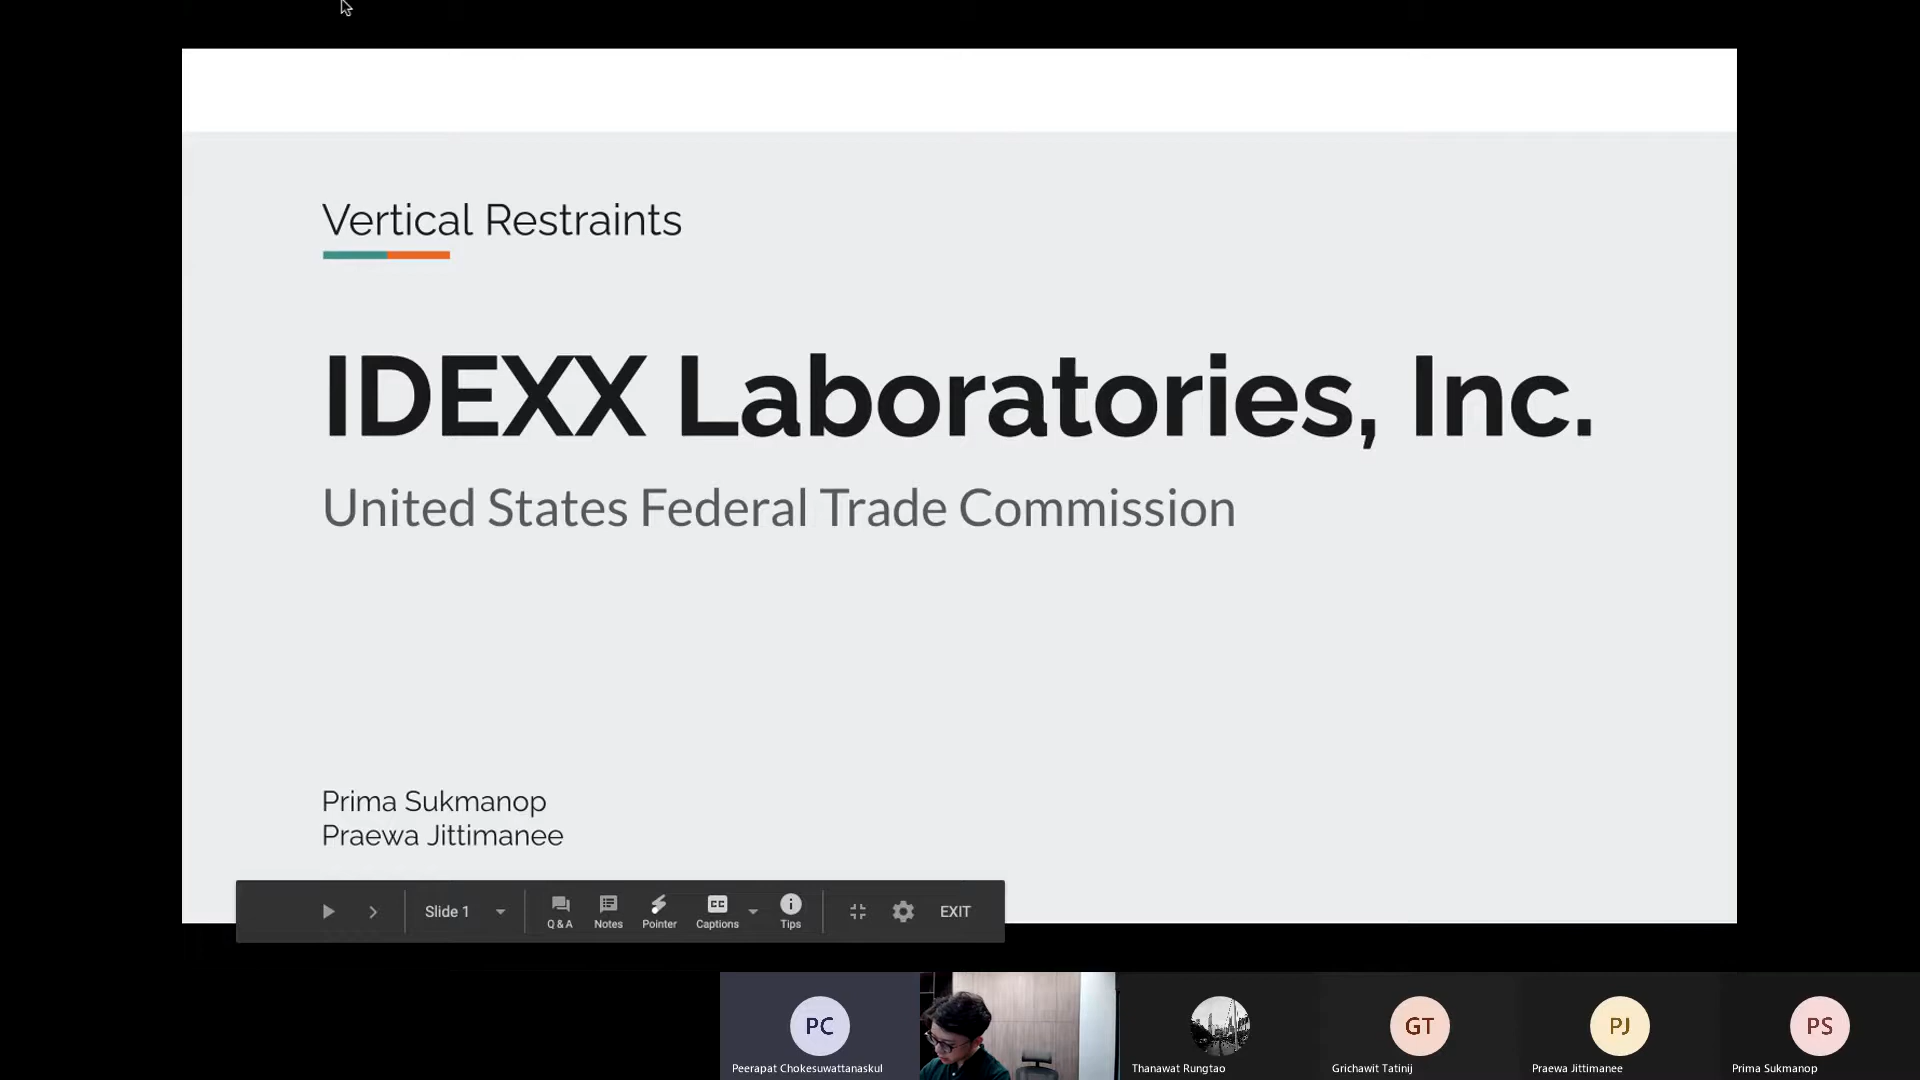 Vertical Restraints
IDEXX Laboratories, Inc.
United States Federal Trade Commission
Prima Sukmanop
Praewa Jittimanee
Slide 1
Q & A
Notes
CC
Pointer
Captions
Tips
EXIT
PC
GT
PJ
PS
Peerapat Chokesuwattanaskul
Thanawat Rungtao
Grichawit Tatinij
Praewa Jittimanee
Prima Sukmanop